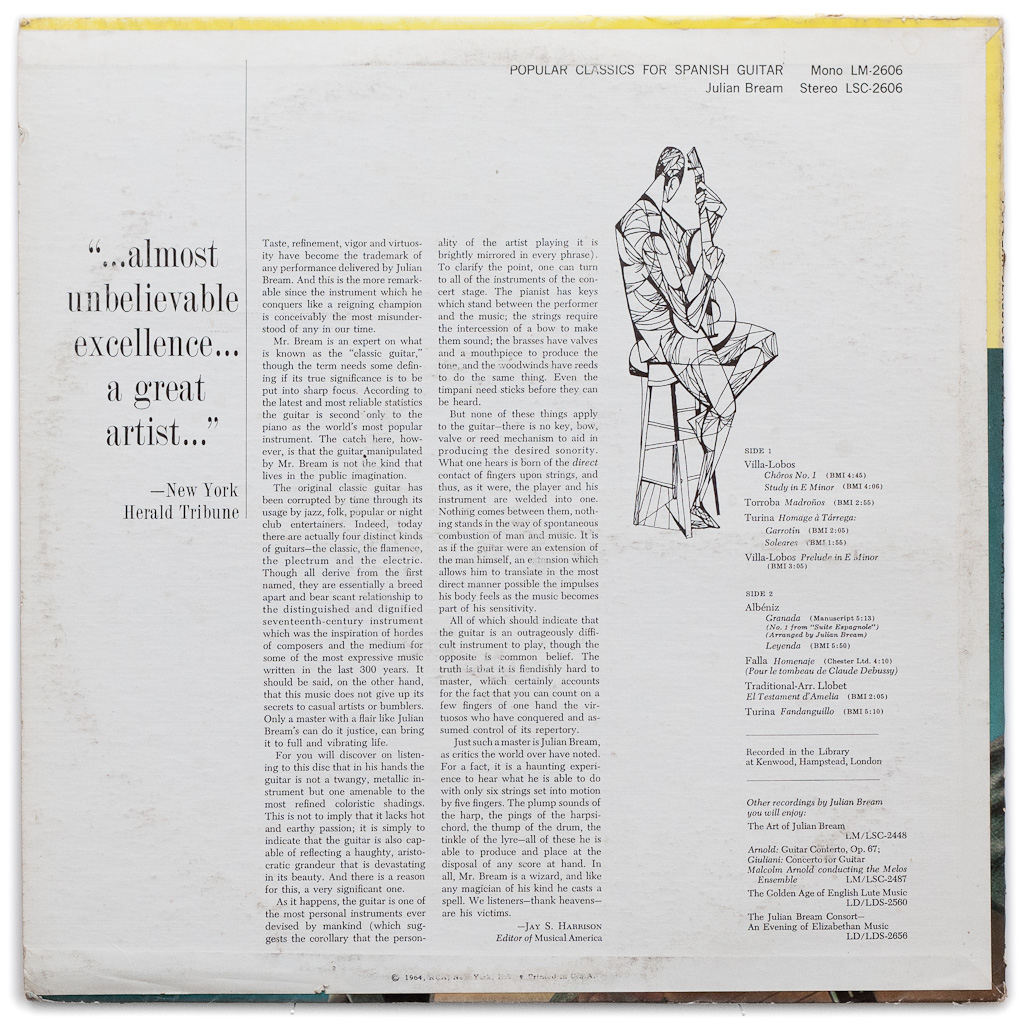 POPULAR CLASSICS FOR SPANISH GUITAR Mono LM-2606
Julian Bream Stereo LSC-2606
“...almost
unbelievable
excellence...
a great
artist...”
—New York
Herald Tribune
Taste, refinement, vigor and virtuos-
ity have become the trademark of
any performance delivered by Julian
Bream. And this is the more remark-
able since the instrument which he
conquers like a reigning champion
is conceivably the most misunder-
stood of any in our time.
Mr. Bream is an expert on what
is known as the “classic guitar,”
though the term needs some defin-
ing if its true significance is to be
put into sharp focus. According to
the latest and most reliable statistics
the guitar is second only to the
piano as the world's most popular
instrument. The catch here, how-
ever, is that the guitar manipulated
by Mr. Bream is not the kind that
lives in the public imagination.
The original classic guitar has
been corrupted by time through its
usage by jazz, folk, popular or night
club entertainers. Indeed, today
there are actually four distinct kinds
of guitars—the classic, the flamence,
the plectrum and the electric.
Though all derive from the first
named, they are essentially a breed
apart and bear scant relationship to
the distinguished and dignified
seventeenth-century instrument
which was the inspiration of hordes
of composers and the medium for
some of the most expressive music
written in the last 300 years. It
should be said, on the other hand,
that this music does not give up its
secrets to casual artists or bumblers.
Only a master with a flair like Julian
Bream's can do it justice, can bring
it to full and vibrating life.
For you will discover on listen-
ing to this disc that in his hands the
guitar is not a twangy, metallic in-
strument but one amenable to the
most refined coloristic shadings.
This is not to imply that it lacks hot
and earthy passion; it is simply to
indicate that the guitar is also cap-
able of reflecting a haughty, aristo-
cratic grandeur that is devastating
in its beauty. And there is a reason
for this, a very significant one.
As it happens, the guitar is one of
the most personal instruments ever
devised by mankind (which sug-
gests the corollary that the person-
ality of the artist playing it is
brightly mirrored in every phrase).
To clarify the point, one can turn
to all of the instruments of the con-
cert stage. The pianist has keys
which stand between the performer
and the music; the strings require
the intercession of a bow to make
them sound; the brasses have valves
and a mouthpiece to produce the
tone, and the woodwinds have reeds
to do the same thing. Even the
timpani need sticks before they can
be heard.
But none of these things apply
to the guitar—there is no key, bow,
valve or reed mechanism to aid in
producing the desired sonority.
What one hears is born of the direct
contact of fingers upon strings, and
thus, as it were, the player and his
instrument are welded into one.
Nothing comes between them, noth-
ing stands in the way of spontaneous
combustion of man and music. It is
as if the guitar were an extension of
the man himself, an extension which
allows him to translate in the most
direct manner possible the impulses
his body feels as the music becomes
part of his sensitivity.
All of which should indicate that
the guitar is an outrageously diffi-
cult instrument to play, though the
opposite is common belief. The
truth is that it is fiendishly hard to
master, which certainly accounts
for the fact that you can count on a
few fingers of one hand the vir-
tuosos who have conquered and as-
sumed control of its repertory.
Just such a master is Julian Bream,
as critics the world over have noted.
For a fact, it is a haunting experi-
ence to hear what he is able to do
with only six strings set into motion
by five fingers. The plump sounds of
the harp, the pings of the harpsi-
chord, the thump of the drum, the
tinkle of the lyre—all of these he is
able to produce and place at the
disposal of any score at hand. In
all, Mr. Bream is a wizard, and like
any magician of his kind he casts a
spell. We listeners—thank heavens—
are his victims.
—Jay S. Harrison
Editor of Musical America
SIDE 1
Villa-Lobos
Chôros No. 1 (BMI 4:45)
Study in E Minor (BMI 4:06)
Torroba Madroños (BMI 2:55)
Turina Homage à Tárrega:
Garrotin (BMI 2:05)
Soleares (BMI 1:55)
Villa-Lobos Prelude in E Minor
(BMI 3:05)
SIDE 2
Albéniz
Granada (Manuscript 5:13)
(No. 1 from “Suite Espagnole”)
(Arranged by Julian Bream)
Leyenda (BMI 5:50)
Falla Homenaje (Chester Ltd. 4:10)
(Pour le tombeau de Claude Debussy)
Traditional-Arr. Llobet
El Testament d'Amelia (BMI 2:05)
Turina Fandanguillo (BMI 5:10)
Recorded in the Library
at Kenwood, Hampstead, London
Other recordings by Julian Bream
you will enjoy:
The Art of Julian Bream
LM/LSC-2448
Arnold: Guitar Conterto, Op. 67;
Giuliani: Concerto for Guitar
Malcolm Arnold conducting the Melos
Ensemble LM/LSC-2487
The Golden Age of English Lute Music
LD/LDS-2560
The Julian Bream Consort—
An Evening of Elizabethan Music
LD/LDS-2656
© 1964, RCA, New York, N.Y. • Printed in U.S.A.